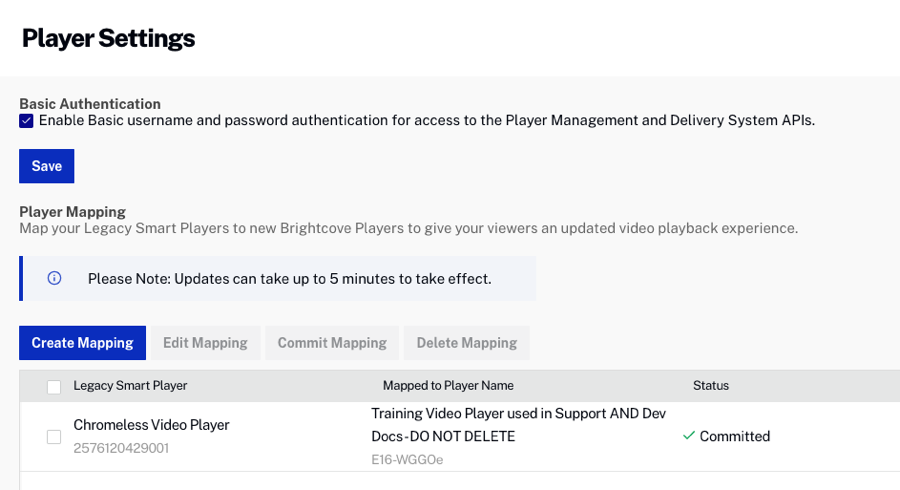 Player Settings
Basic Authentication
Enable Basic username and password authentication for access to the Player Management and Delivery System APIs.
Save
Player Mapping
Map your Legacy Smart Players to new Brightcove Players to give your viewers an updated video playback experience.
Please Note: Updates can take up to 5 minutes to take effect.
Create Mapping Edit Mapping Commit Mapping Delete Mapping
Legacy Smart Player Mapped to Player Name Status
Training Video Player used in Support AND Dev
Chromeless Video Player
Docs - DO NOT DELETE Committed
2576120429001
E16-WGGOe